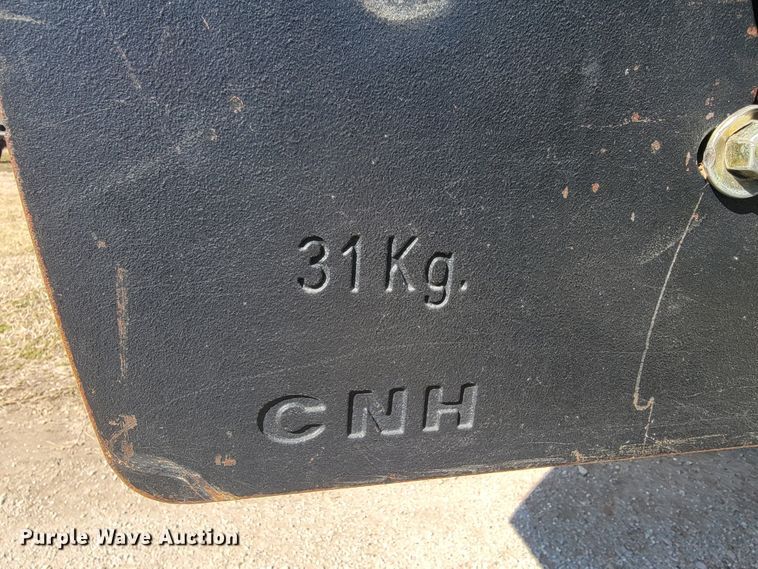 31Kg.
CNH
Purple Wave Auction